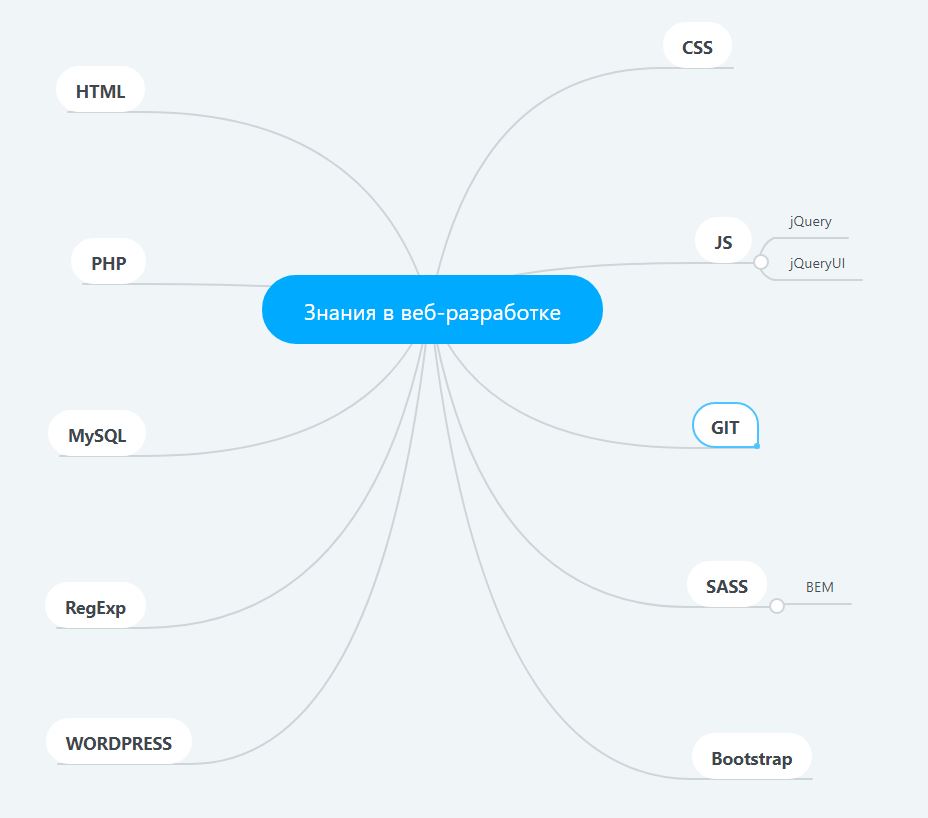 CSS
HTML
jQuery
JS
jQueryUI
PHP
Знания в веб-разработке
GIT
MySQL
SASS
BEM
RegExp
WORDPRESS
Bootstrap